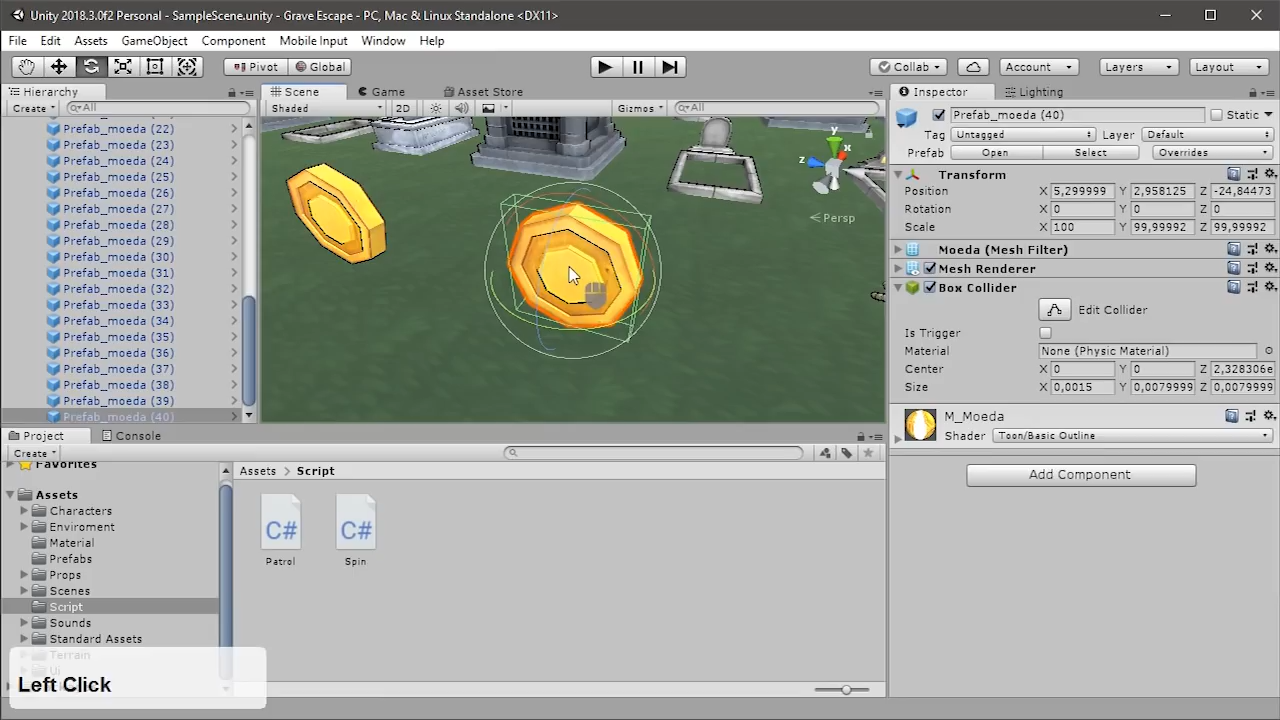 Unity 2018.3.0f2 Personal - SampleScene.unity - Grave Escape - PC, Mac & Linux Standalone <DX11>
File Edit Assets GameObject Component Mobile Input Window Help
Pivot Global Collab Account Layers Layout
Hierarchy
Create All
Prefab_moeda (22)
Prefab_moeda (23)
Prefab_moeda (24)
Prefab_moeda (25)
Prefab_moeda (26)
Prefab_moeda (27)
Prefab_moeda (28)
Prefab_moeda (29)
Prefab_moeda (30)
Prefab_moeda (31)
Prefab_moeda (32)
Prefab_moeda (33)
Prefab_moeda (34)
Prefab_moeda (35)
Prefab_moeda (36)
Prefab_moeda (37)
Prefab_moeda (38)
Prefab_moeda (39)
Prefab_moeda (40)
Scene Game Asset Store
Shaded 2D Gizmos All
y
x
z
Persp
Inspector Lighting
Prefab_moeda (40) Static
Tag Untagged Layer Default
Prefab Open Select Overrides
Transform
Position X 5,299999 Y 2,958125 Z -24,84473
Rotation X 0 Y 0 Z 0
Scale X 100 Y 99,99992 Z 99,99992
Moeda (Mesh Filter)
Mesh Renderer
Box Collider
Edit Collider
Is Trigger
Material None (Physic Material)
Center X 0 Y 0 Z 2,328306e
Size X 0,0015 Y 0,0079999 Z 0,0079999
M_Moeda
Shader Toon/Basic Outline
Add Component
Project Console
Create
Favorites
Assets
Characters
Enviroment
Material
Prefabs
Props
Scenes
Script
Sounds
Standard Assets
Terrain
Ui
Assets > Script
C# C#
Patrol Spin
Left Click